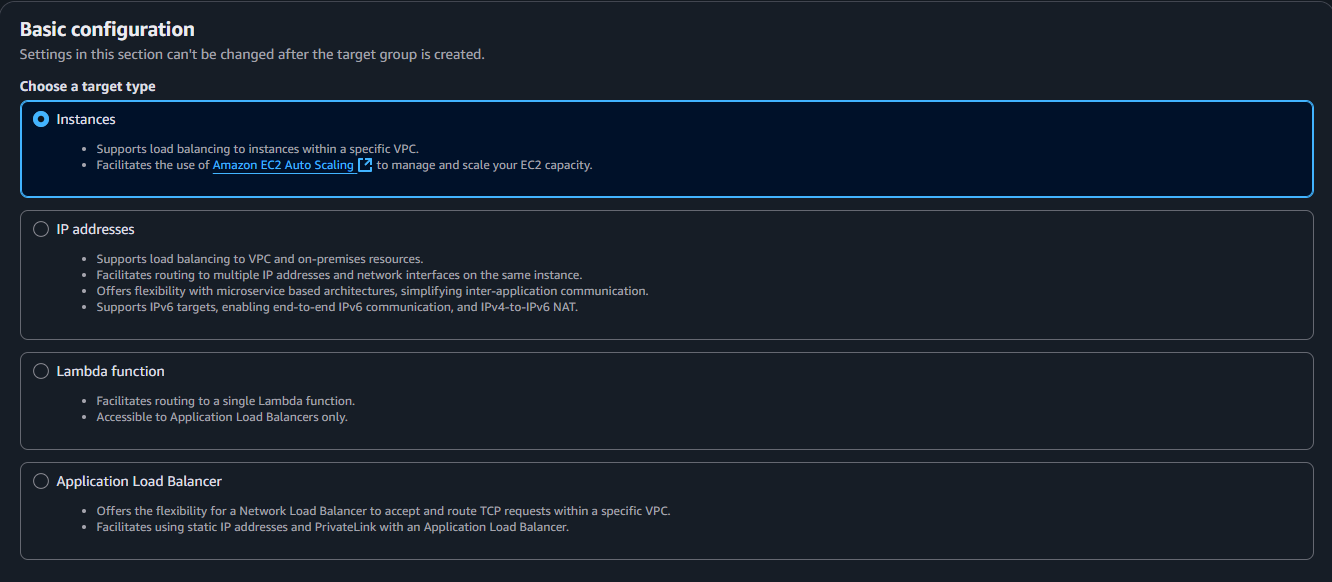 Basic configuration
Settings in this section can't be changed after the target group is created.
Choose a target type
Instances
Supports load balancing to instances within a specific VPC.
Facilitates the use of Amazon EC2 Auto Scaling to manage and scale your EC2 capacity.
IP addresses
Supports load balancing to VPC and on-premises resources.
Facilitates routing to multiple IP addresses and network interfaces on the same instance.
Offers flexibility with microservice based architectures, simplifying inter-application communication.
Supports IPv6 targets, enabling end-to-end IPv6 communication, and IPv4-to-IPv6 NAT.
Lambda function
Facilitates routing to a single Lambda function.
Accessible to Application Load Balancers only.
Application Load Balancer
Offers the flexibility for a Network Load Balancer to accept and route TCP requests within a specific VPC.
Facilitates using static IP addresses and PrivateLink with an Application Load Balancer.